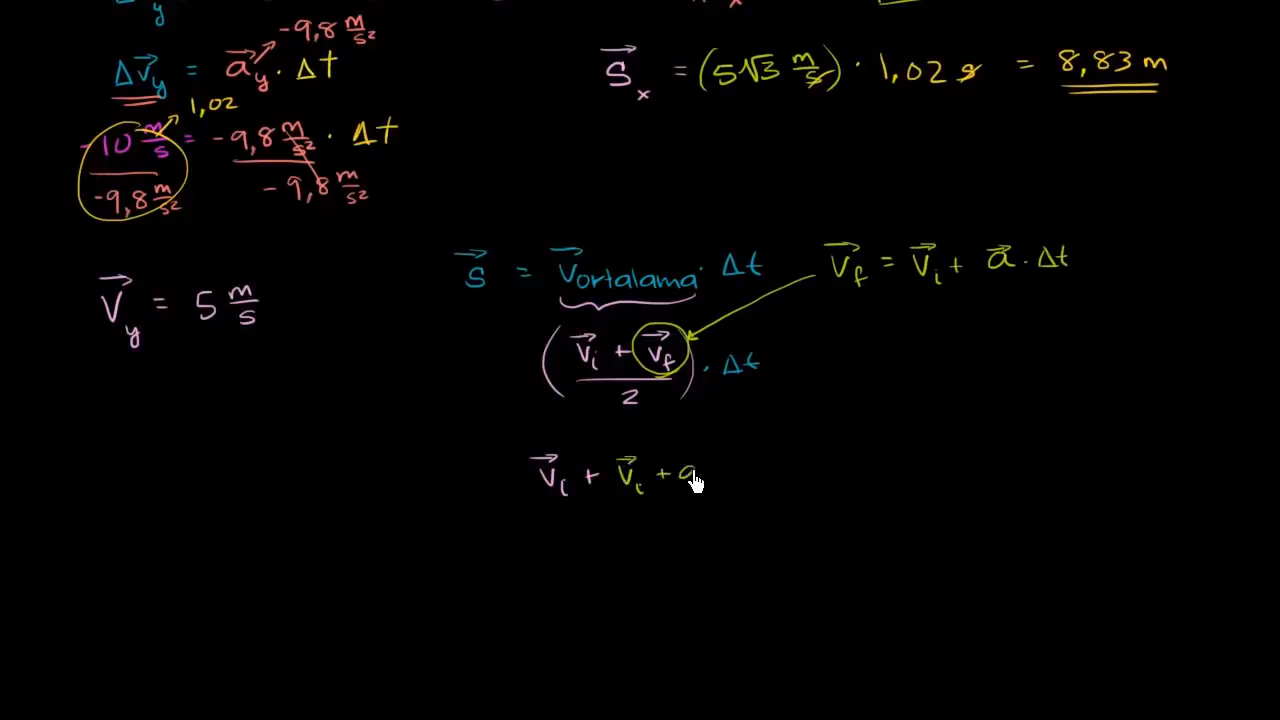 y
x
-9,8 m/s²
Δv⃗y = a⃗y · Δt
S⃗x = (5√3 m/s) · 1,02 s = 8,83 m
1,02
-10 m/s = -9,8 m/s² · Δt
-9,8 m/s² -9,8 m/s²
S⃗ = V⃗ortalama · Δt
V⃗f = V⃗i + a⃗ · Δt
V⃗y = 5 m/s
(V⃗i + V⃗f / 2) · Δt
V⃗i + V⃗i + a